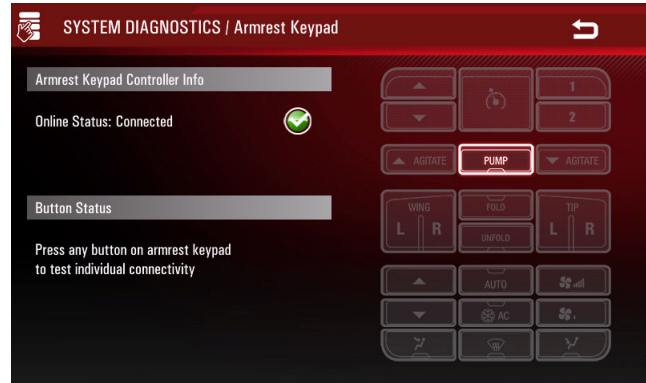 SYSTEM DIAGNOSTICS / Armrest Keypad
Armrest Keypad Controller Info
Online Status: Connected
1
2
AGITATE PUMP AGITATE
Button Status
WING FOLD TIP
L R UNFOLD L R
Press any button on armrest keypad
to test individual connectivity
AUTO
AC